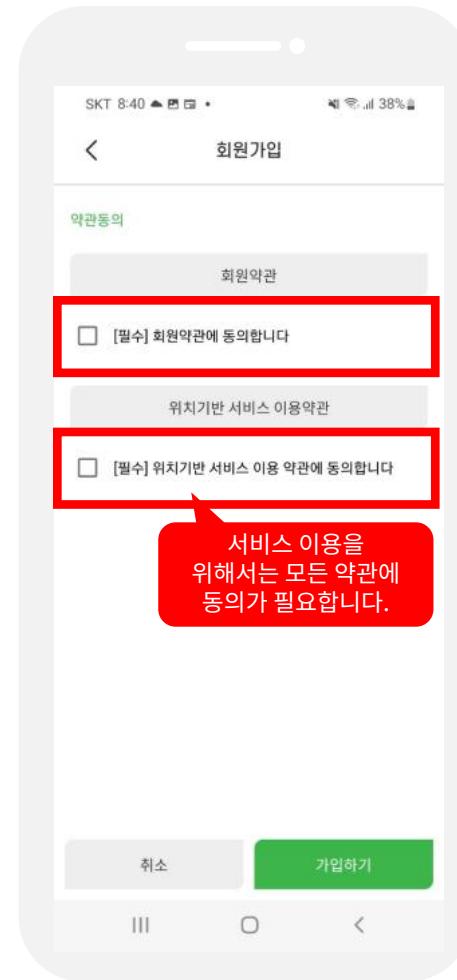 SKT 8:40
38%
회원가입
약관동의
회원약관
[필수] 회원약관에 동의합니다
위치기반 서비스 이용약관
[필수] 위치기반 서비스 이용 약관에 동의합니다
서비스 이용을
위해서는 모든 약관에
동의가 필요합니다.
취소
가입하기